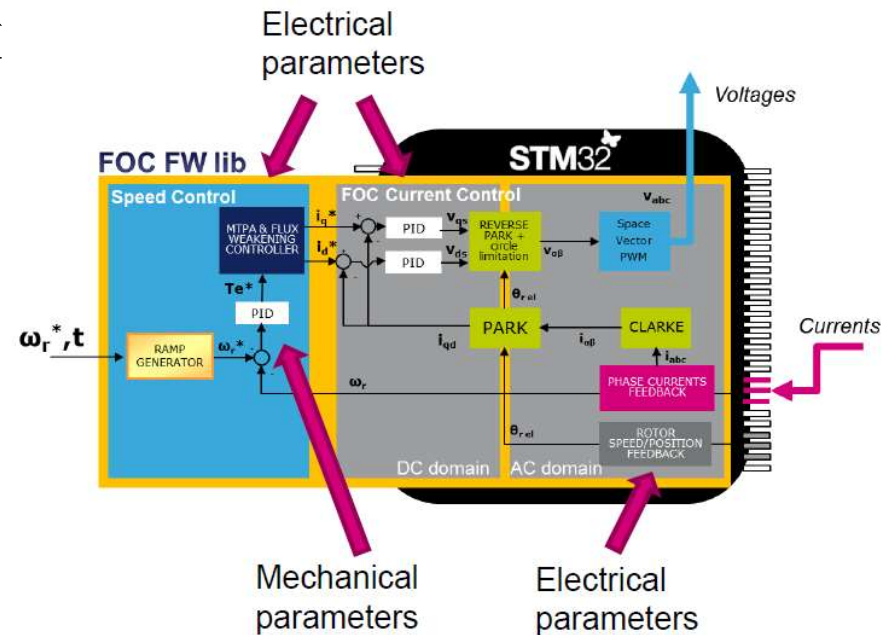 Electrical
parameters
Voltages
STM32
FOC FW lib
Speed Control
FOC Current Control
v_abc
i_q*
MTPA & FLUX
WEAKENING
CONTROLLER
i_d*
+
-
PID
v_qs
REVERSE
PARK +
circle
limitation
v_αβ
Space
Vector
PWM
+
-
PID
v_ds
Te*
θ_r el
PID
PARK
CLARKE
Currents
ω_r*,t
RAMP
GENERATOR
ω_r*
-
-
i_qd
i_αβ
i_abc
ω_r
PHASE CURRENTS
FEEDBACK
θ_r el
ROTOR
SPEED/POSITION
FEEDBACK
DC domain
AC domain
Mechanical
parameters
Electrical
parameters